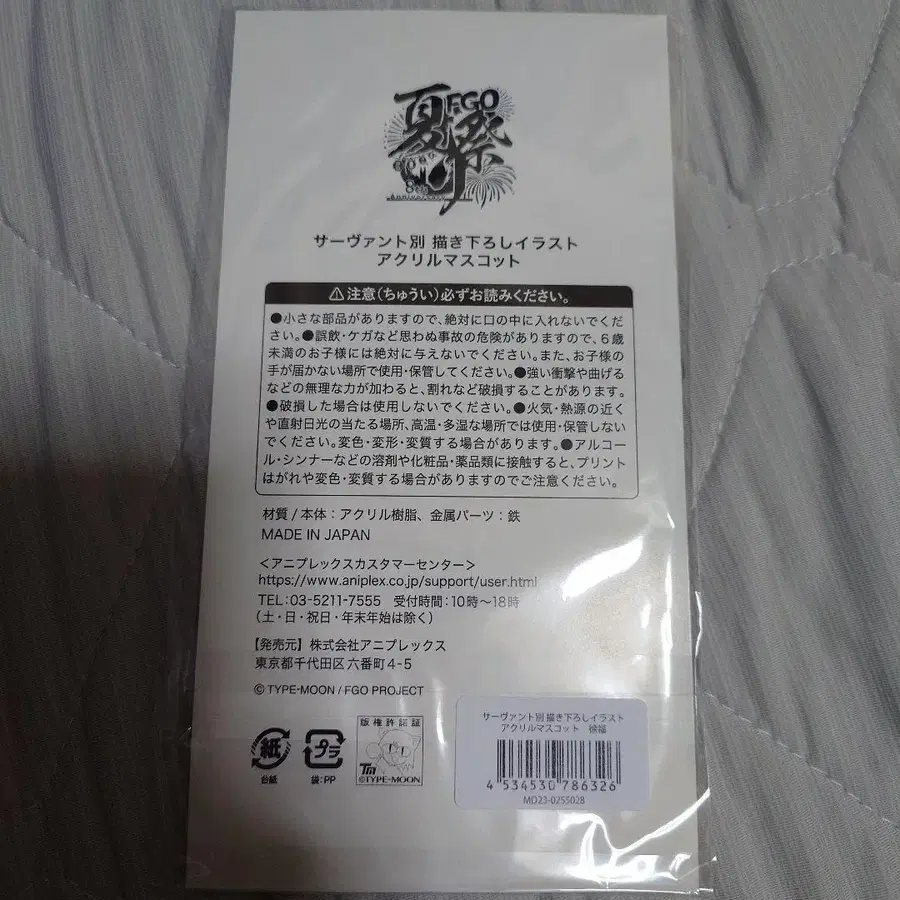 夏祭
FGO
8th
Anniversary
サーヴァント別 描き下ろしイラスト
アクリルマスコット
⚠注意(ちゅうい)必ずお読みください。
●小さな部品がありますので、絶対に口の中に入れないでくだ
さい。●誤飲・ケガなど思わぬ事故の危険がありますので、6歳
未満のお子様には絶対に与えないでください。また、お子様の
手が届かない場所で使用・保管してください。●強い衝撃や曲げる
などの無理な力が加わると、割れなど破損することがあります。
●破損した場合は使用しないでください。●火気・熱源の近く
や直射日光の当たる場所、高温・多湿な場所では使用・保管しない
でください。変色・変形・変質する場合があります。●アルコー
ル・シンナーなどの溶剤や化粧品・薬品類に接触すると、プリント
はがれや変色・変質する場合がありますのでご注意ください。
材質/本体:アクリル樹脂、金属パーツ:鉄
MADE IN JAPAN
<アニプレックスカスタマーセンター>
https://www.aniplex.co.jp/support/user.html
TEL:03-5211-7555 受付時間:10時〜18時
(土・日・祝日・年末年始は除く)
【発売元】株式会社アニプレックス
東京都千代田区六番町4-5
© TYPE-MOON / FGO PROJECT
紙
台紙
プラ
袋:PP
版権許諾証
TM
©TYPE-MOON
サーヴァント別 描き下ろしイラスト
アクリルマスコット 徐福
4 534530 786326
MD23-0255028